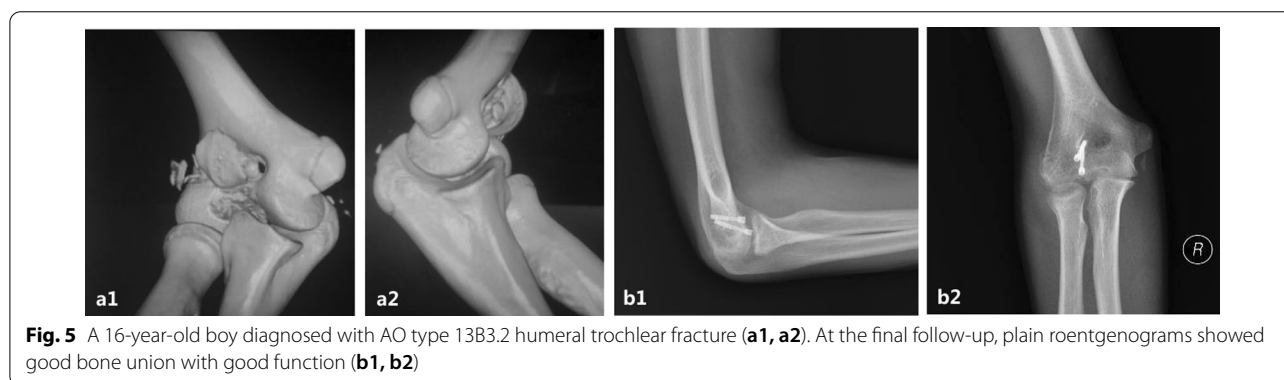 a1
a2
b1
b2
R
Fig. 5 A 16-year-old boy diagnosed with AO type 13B3.2 humeral trochlear fracture (a1, a2). At the final follow-up, plain roentgenograms showed
good bone union with good function (b1, b2)